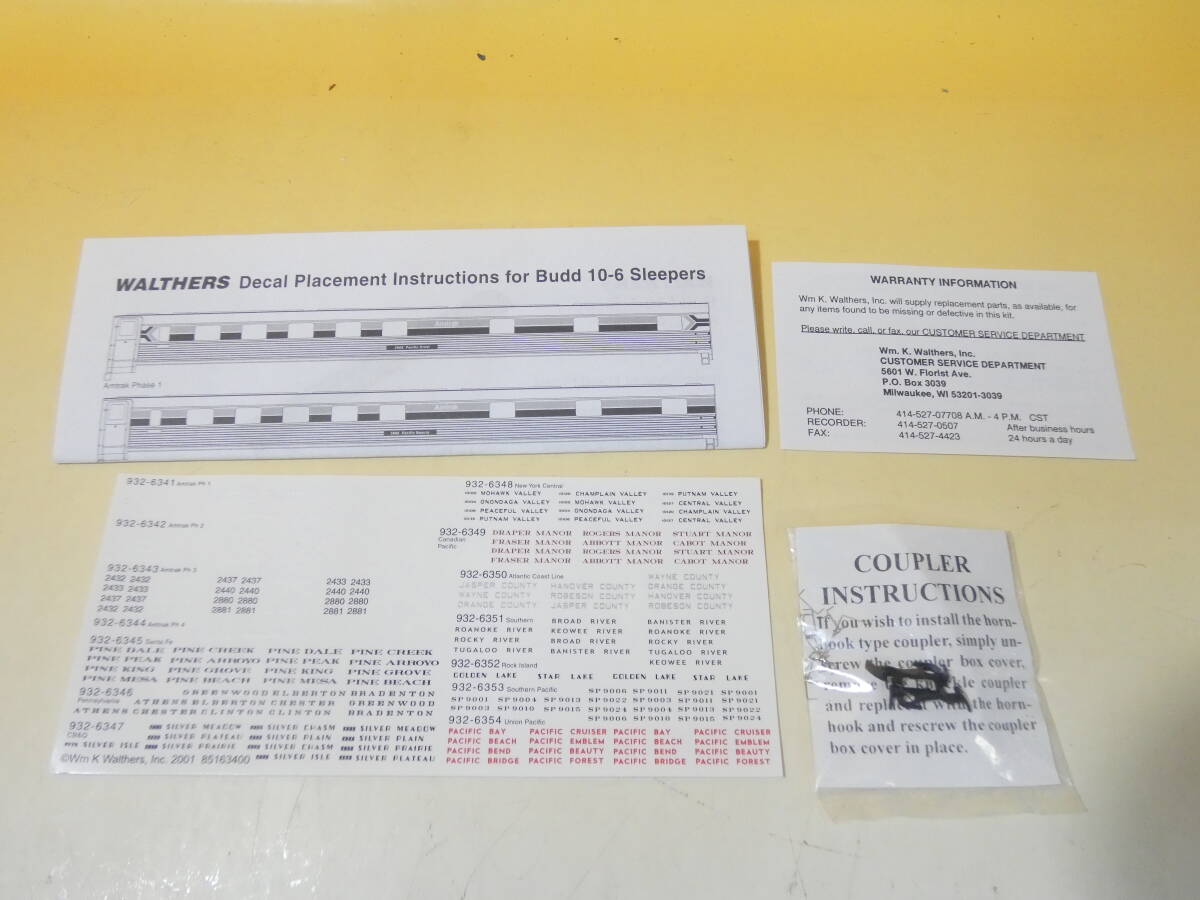 WALTHERS Decal Placement Instructions for Budd 10-6 Sleepers
Amtrak
Amtrak Phase 1
WARRANTY INFORMATION
Wm K. Walthers, Inc. will supply replacement parts, as available, for
any items found to be missing or defective in this kit.
Please write, call, or fax, our CUSTOMER SERVICE DEPARTMENT
Wm. K. Walthers, Inc.
CUSTOMER SERVICE DEPARTMENT
5601 W. Florist Ave.
P.O. Box 3039
Milwaukee, WI 53201-3039
PHONE: 414-527-07708 A.M. - 4 P.M. CST
RECORDER: 414-527-0507 After business hours
FAX: 414-527-4423 24 hours a day
932-6341 Amtrak Ph 1
932-6342 Amtrak Ph 2
932-6343 Amtrak Ph 3
2432 2432 2437 2437 2433 2433
2433 2433 2440 2440 2440 2440
2437 2437 2880 2880 2880 2880
2432 2432 2881 2881 2881 2881
932-6344 Amtrak Ph 4
932-6345 Santa Fe
PINE DALE PINE CREEK PINE DALE PINE CREEK
PINE PEAK PINE ARROYO PINE PEAK PINE ARROYO
PINE KING PINE GROVE PINE KING PINE GROVE
PINE MESA PINE BEACH PINE MESA PINE BEACH
932-6346 GREENWOOD ELBERTON BRADENTON
Pennsylvania ATHENS ELBERTON CHESTER GREENWOOD
ATHENS CHESTER CLINTON CLINTON BRADENTON
932-6347 SILVER MEADOW SILVER CHASM SILVER MEADOW
CB&Q SILVER PLATEAU SILVER PLAIN SILVER PLAIN
SILVER ISLE SILVER PRAIRIE SILVER CHASM SILVER PRAIRIE
©Wm K Walthers, Inc. 2001 85163400 SILVER ISLE SILVER PLATEAU
932-6348 New York Central
MOHAWK VALLEY CHAMPLAIN VALLEY PUTNAM VALLEY
ONONDAGA VALLEY MOHAWK VALLEY CENTRAL VALLEY
PEACEFUL VALLEY ONONDAGA VALLEY CHAMPLAIN VALLEY
PUTNAM VALLEY PEACEFUL VALLEY CENTRAL VALLEY
932-6349 DRAPER MANOR ROGERS MANOR STUART MANOR
Canadian FRASER MANOR ABBOTT MANOR CABOT MANOR
Pacific DRAPER MANOR ROGERS MANOR STUART MANOR
FRASER MANOR ABBOTT MANOR CABOT MANOR
932-6350 Atlantic Coast Line WAYNE COUNTY
JASPER COUNTY HANOVER COUNTY ORANGE COUNTY
WAYNE COUNTY ROBESON COUNTY HANOVER COUNTY
ORANGE COUNTY JASPER COUNTY ROBESON COUNTY
932-6351 Southern BROAD RIVER BANISTER RIVER
ROANOKE RIVER KEOWEE RIVER ROANOKE RIVER
ROCKY RIVER BROAD RIVER ROCKY RIVER
TUGALOO RIVER BANISTER RIVER TUGALOO RIVER
932-6352 Rock Island KEOWEE RIVER
GOLDEN LAKE STAR LAKE GOLDEN LAKE STAR LAKE
932-6353 Southern Pacific SP 9006 SP 9011 SP 9021 SP 9001
SP 9001 SP 9004 SP 9013 SP 9022 SP 9003 SP 9011 SP 9021
SP 9003 SP 9010 SP 9015 SP 9024 SP 9004 SP 9013 SP 9022
932-6354 Union Pacific SP 9006 SP 9010 SP 9015 SP 9024
PACIFIC BAY PACIFIC CRUISER PACIFIC BAY PACIFIC CRUISER
PACIFIC BEACH PACIFIC EMBLEM PACIFIC BEACH PACIFIC EMBLEM
PACIFIC BEND PACIFIC BEAUTY PACIFIC BEND PACIFIC BEAUTY
PACIFIC BRIDGE PACIFIC FOREST PACIFIC BRIDGE PACIFIC FOREST
COUPLER
INSTRUCTIONS
If you wish to install the horn-
hook type coupler, simply un-
screw the coupler box cover,
remove the knuckle coupler
and replace it with the horn-
hook and rescrew the coupler
box cover in place.